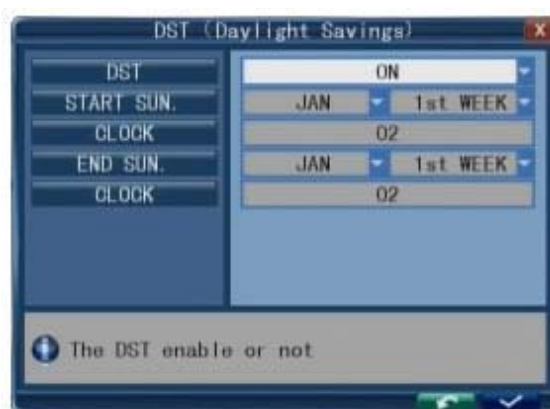 DST (Daylight Savings)
X
DST ON
START SUN. JAN 1st WEEK
CLOCK 02
END SUN. JAN 1st WEEK
CLOCK 02
The DST enable or not